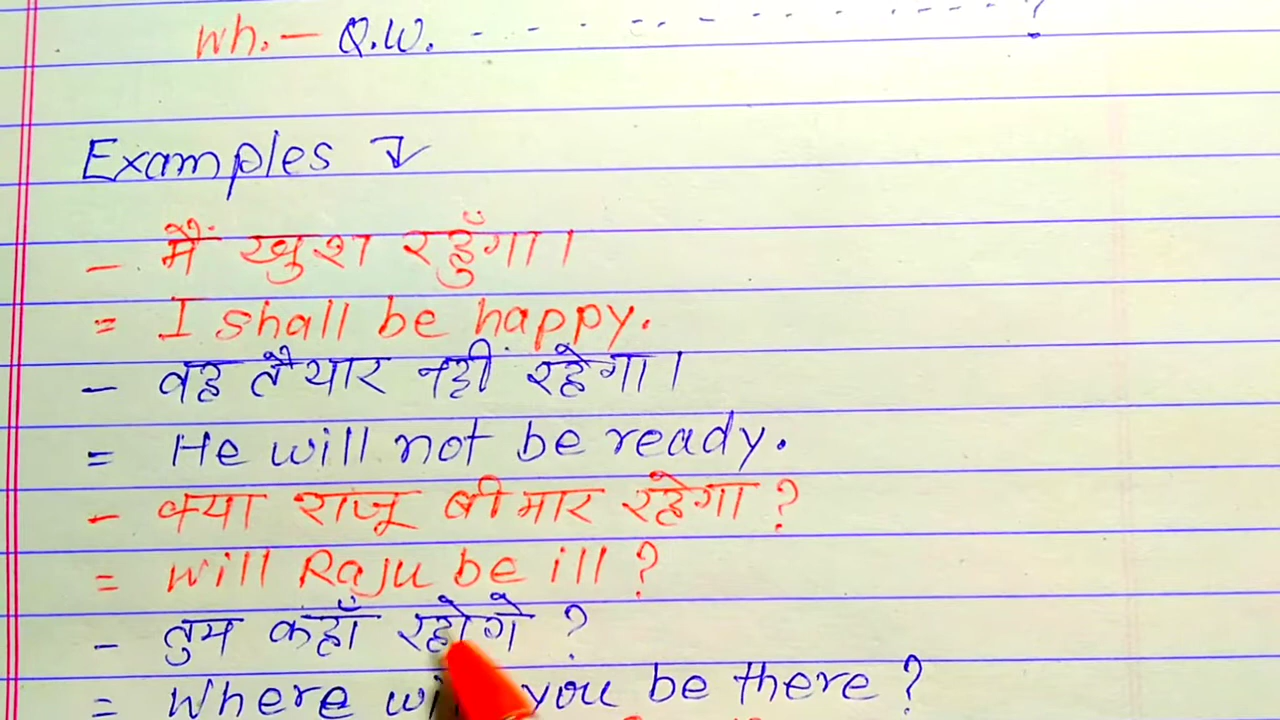 wh. - Q.W. - - - - - - - - - - - - - ?
Examples ↓
- मैं खुश रहुँगा।
= I shall be happy.
- वह तैयार नहीं रहेगा।
= He will not be ready.
- क्या राजू बीमार रहेगा ?
= will Raju be ill ?
- तुम कहाँ रहोगे ?
= Where you be there ?